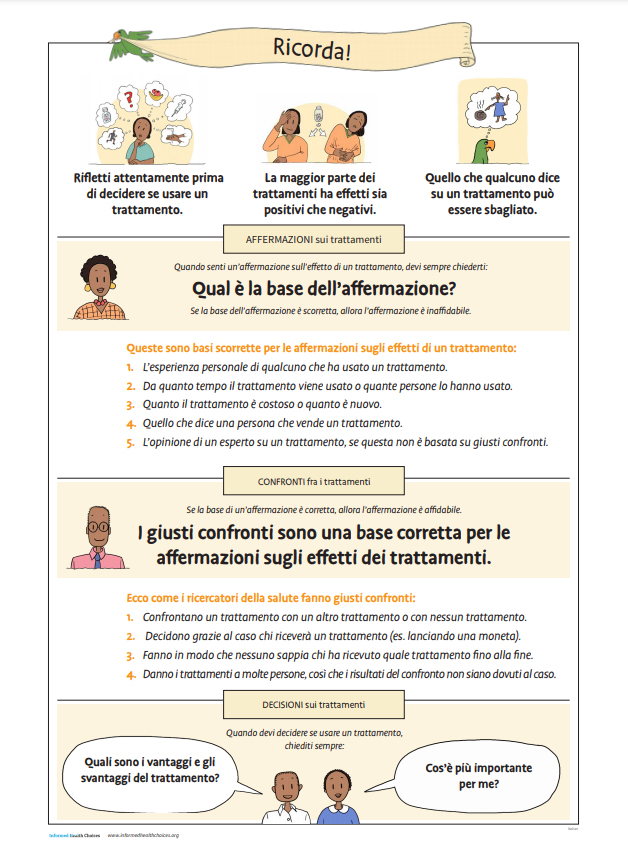 Ricorda!
?
Rifletti attentamente prima
di decidere se usare un
trattamento.
La maggior parte dei
trattamenti ha effetti sia
positivi che negativi.
Quello che qualcuno dice
su un trattamento può
essere sbagliato.
AFFERMAZIONI sui trattamenti
Quando senti un'affermazione sull'effetto di un trattamento, devi sempre chiederti:
Qual è la base dell'affermazione?
Se la base dell'affermazione è scorretta, allora l'affermazione è inaffidabile.
Queste sono basi scorrette per le affermazioni sugli effetti di un trattamento:
1. L'esperienza personale di qualcuno che ha usato un trattamento.
2. Da quanto tempo il trattamento viene usato o quante persone lo hanno usato.
3. Quanto il trattamento è costoso o quanto è nuovo.
4. Quello che dice una persona che vende un trattamento.
5. L'opinione di un esperto su un trattamento, se questa non è basata su giusti confronti.
CONFRONTI fra i trattamenti
Se la base di un'affermazione è corretta, allora l'affermazione è affidabile.
I giusti confronti sono una base corretta per le
affermazioni sugli effetti dei trattamenti.
Ecco come i ricercatori della salute fanno giusti confronti:
1. Confrontano un trattamento con un altro trattamento o con nessun trattamento.
2. Decidono grazie al caso chi riceverà un trattamento (es. lanciando una moneta).
3. Fanno in modo che nessuno sappia chi ha ricevuto quale trattamento fino alla fine.
4. Danno i trattamenti a molte persone, così che i risultati del confronto non siano dovuti al caso.
DECISIONI sui trattamenti
Quando devi decidere se usare un trattamento,
chiediti sempre:
Quali sono i vantaggi e gli
svantaggi del trattamento?
Cos'è più importante
per me?
Informed Health Choices www.informedhealthchoices.org